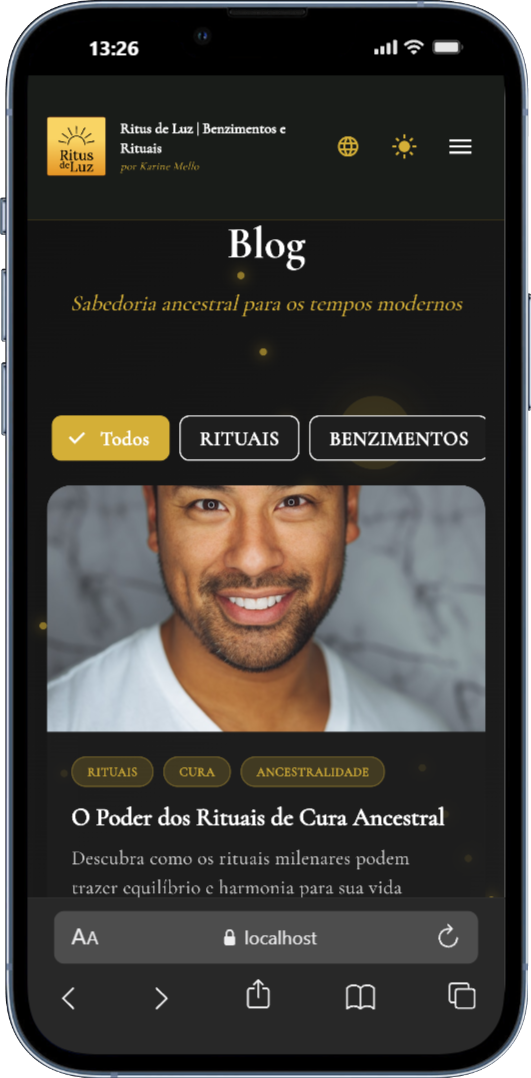 13:26
Ritus
de Luz
Ritus de Luz | Benzimentos e
Rituais
por Karine Mello
Blog
Sabedoria ancestral para os tempos modernos
Todos
RITUAIS
BENZIMENTOS
RITUAIS
CURA
ANCESTRALIDADE
O Poder dos Rituais de Cura Ancestral
Descubra como os rituais milenares podem
trazer equilíbrio e harmonia para sua vida
AA
localhost